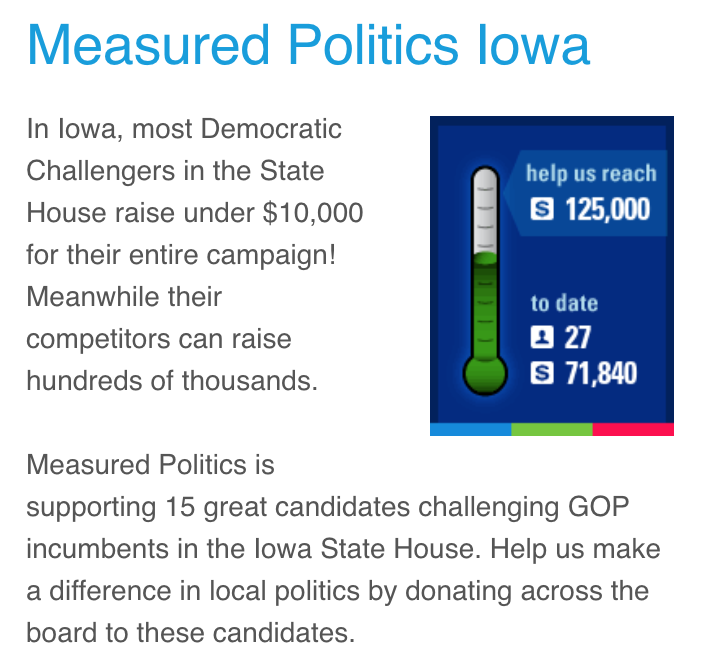 Measured Politics Iowa
In Iowa, most Democratic
Challengers in the State
House raise under $10,000
for their entire campaign!
Meanwhile their
competitors can raise
hundreds of thousands.
help us reach
S 125,000
to date
27
S 71,840
Measured Politics is
supporting 15 great candidates challenging GOP
incumbents in the Iowa State House. Help us make
a difference in local politics by donating across the
board to these candidates.